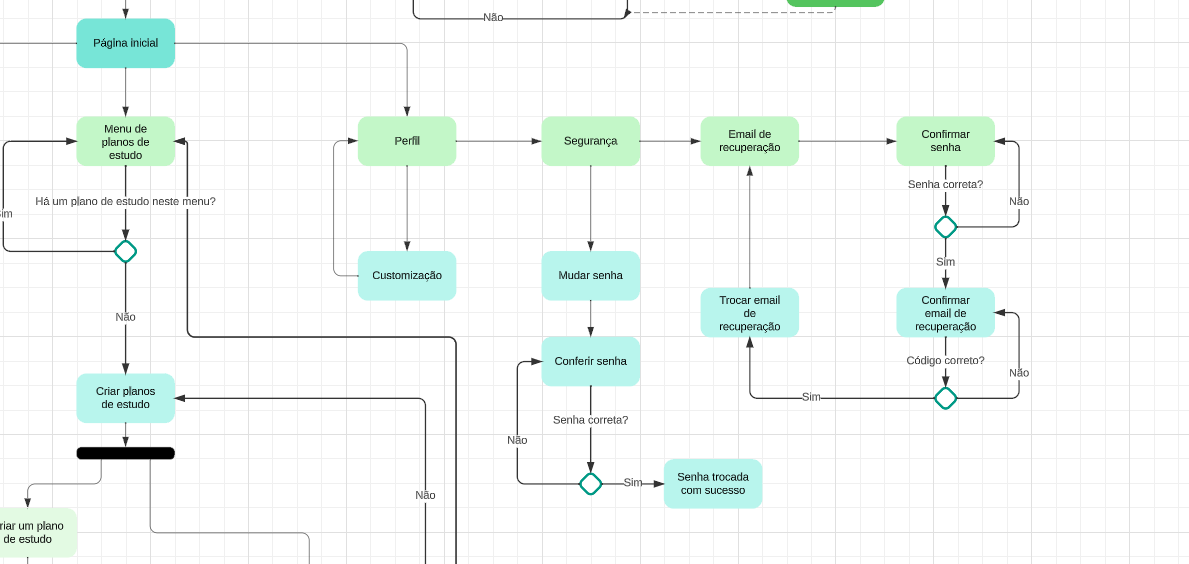 Não
Página inicial
Menu de
planos de
estudo
Perfil
Segurança
Email de
recuperação
Confirmar
senha
Há um plano de estudo neste menu?
Senha correta?
Não
Sim
Customização
Mudar senha
Trocar email
de
recuperação
Confirmar
email de
recuperação
Não
Código correto?
Não
Conferir senha
Criar planos
de estudo
Sim
Senha correta?
Não
Sim
Senha trocada
com sucesso
Não
um plano
de estudo